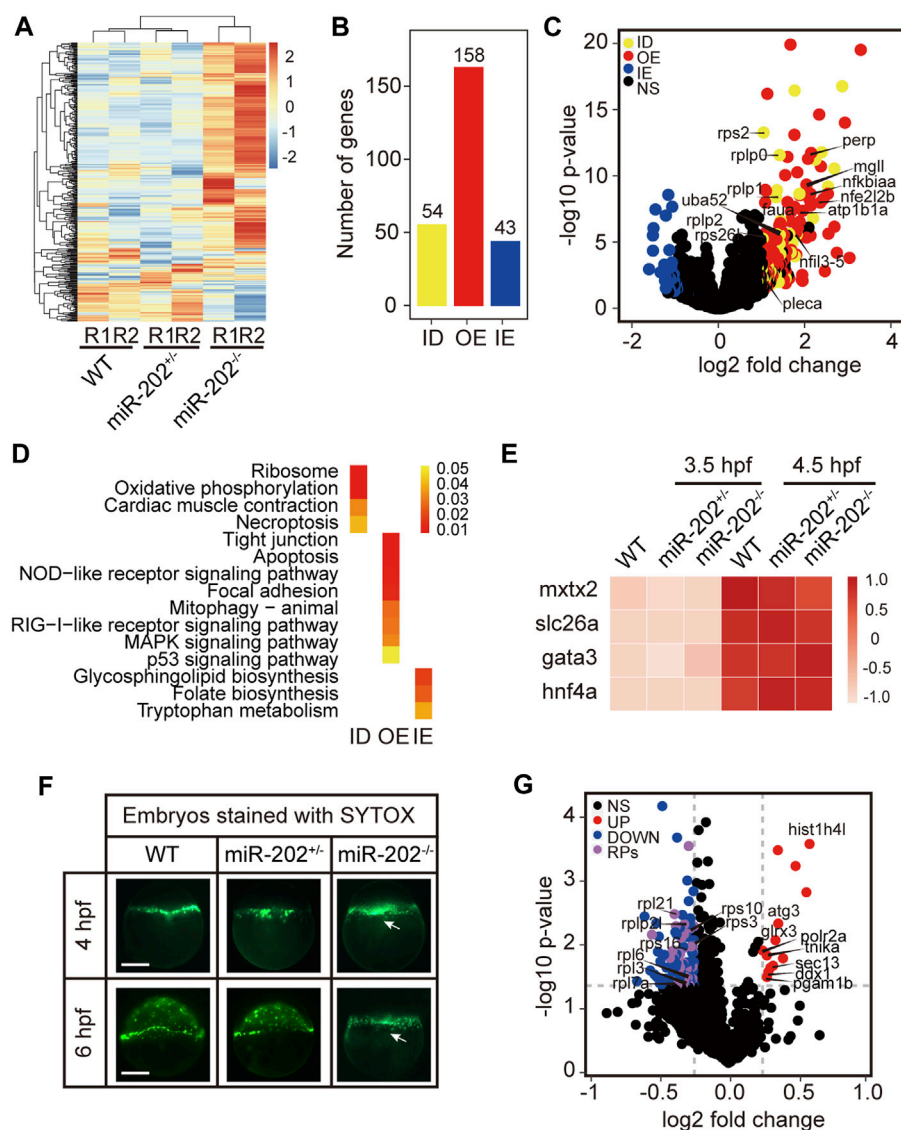 A
2
1
0
-1
-2
R1R2 R1R2 R1R2
WT
miR-202+/-
miR-202-/-
B
Number of genes
150
100
50
0
54
158
43
ID OE IE
C
ID
OE
IE
NS
-log10 p-value
20
15
10
5
0
rps2
rplp0
rplp1
uba52
rplp2
rps26l
faua
perp
mgll
nfkbiaa
nfe2l2b
atp1b1a
nfil3-5
pleca
−2 0 2 4
log2 fold change
D
Ribosome
Oxidative phosphorylation
Cardiac muscle contraction
Necroptosis
Tight junction
Apoptosis
NOD−like receptor signaling pathway
Focal adhesion
Mitophagy − animal
RIG−I−like receptor signaling pathway
MAPK signaling pathway
p53 signaling pathway
Glycosphingolipid biosynthesis
Folate biosynthesis
Tryptophan metabolism
ID OE IE
0.05
0.04
0.03
0.02
0.01
E
3.5 hpf 4.5 hpf
WT
miR-202+/-
miR-202-/-
WT
miR-202+/-
miR-202-/-
mxtx2
slc26a
gata3
hnf4a
1.0
0.5
0
-0.5
-1.0
F
Embryos stained with SYTOX
WT miR-202+/- miR-202-/-
4 hpf
6 hpf
G
NS
UP
DOWN
RPs
-log10 p-value
4
3
2
1
0
hist1h4l
rpl21
rplp2l
rps16
rpl6
rpl3
rpl7a
rps10
rps3
atg3
glrx3
polr2a
tnika
sec13
ddx1
pgam1b
-1 -0.5 0.0 0.5 1.0
log2 fold change